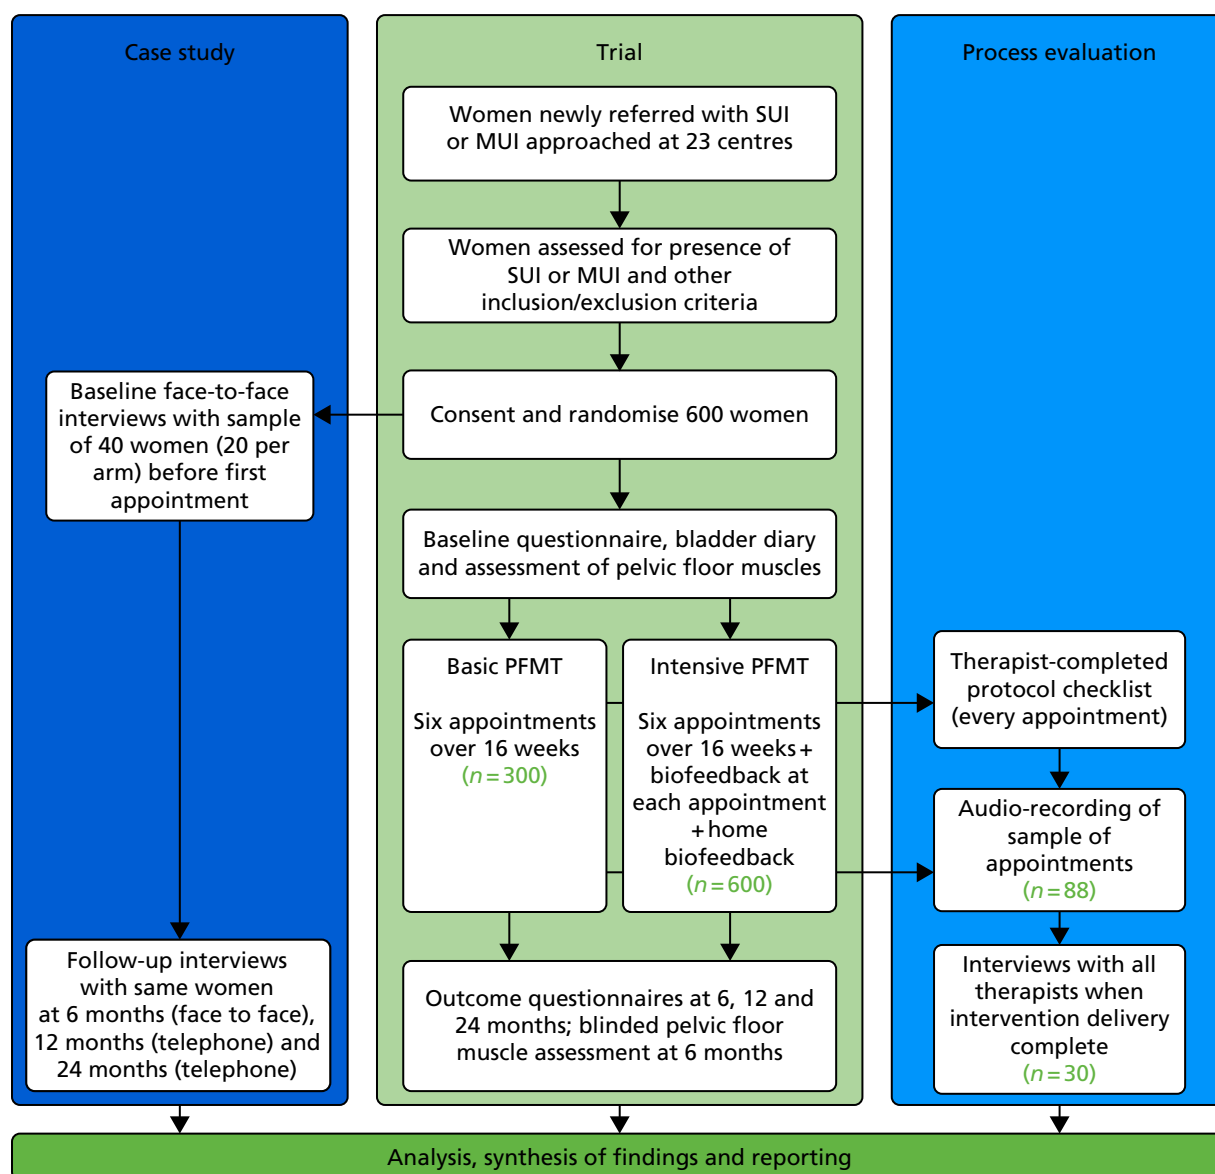 Case study
Trial
Process evaluation
Women newly referred with SUI
or MUI approached at 23 centres
Women assessed for presence of
SUI or MUI and other
inclusion/exclusion criteria
Consent and randomise 600 women
Baseline face-to-face
interviews with sample
of 40 women (20 per
arm) before first
appointment
Baseline questionnaire, bladder diary
and assessment of pelvic floor muscles
Basic PFMT
Six appointments
over 16 weeks
(n=300)
Intensive PFMT
Six appointments
over 16 weeks+
biofeedback at
each appointment
+home
biofeedback
(n=600)
Therapist-completed
protocol checklist
(every appointment)
Audio-recording of
sample of
appointments
(n=88)
Follow-up interviews
with same women
at 6 months (face to face),
12 months (telephone) and
24 months (telephone)
Outcome questionnaires at 6, 12 and
24 months; blinded pelvic floor
muscle assessment at 6 months
Interviews with all
therapists when
intervention delivery
complete
(n=30)
Analysis, synthesis of findings and reporting